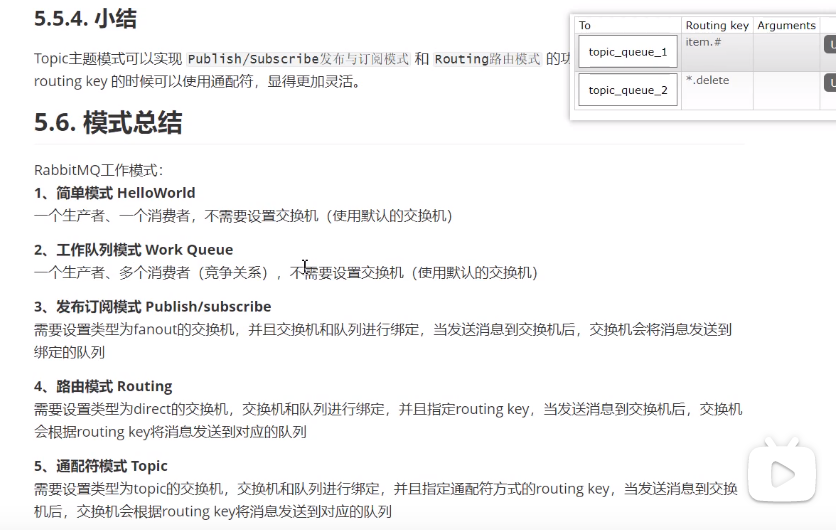 5.5.4. 小结
To Routing key Arguments
topic_queue_1 item.# U
topic_queue_2 *.delete U
Topic主题模式可以实现 Publish/Subscribe发布与订阅模式 和 Routing路由模式 的功
routing key 的时候可以使用通配符，显得更加灵活。
5.6. 模式总结
RabbitMQ工作模式：
1、简单模式 HelloWorld
一个生产者、一个消费者，不需要设置交换机（使用默认的交换机）
2、工作队列模式 Work Queue
一个生产者、多个消费者（竞争关系），不需要设置交换机（使用默认的交换机）
3、发布订阅模式 Publish/subscribe
需要设置类型为fanout的交换机，并且交换机和队列进行绑定，当发送消息到交换机后，交换机会将消息发送到
绑定的队列
4、路由模式 Routing
需要设置类型为direct的交换机，交换机和队列进行绑定，并且指定routing key，当发送消息到交换机后，交换机
会根据routing key将消息发送到对应的队列
5、通配符模式 Topic
需要设置类型为topic的交换机，交换机和队列进行绑定，并且指定通配符方式的routing key，当发送消息到交换
机后，交换机会根据routing key将消息发送到对应的队列